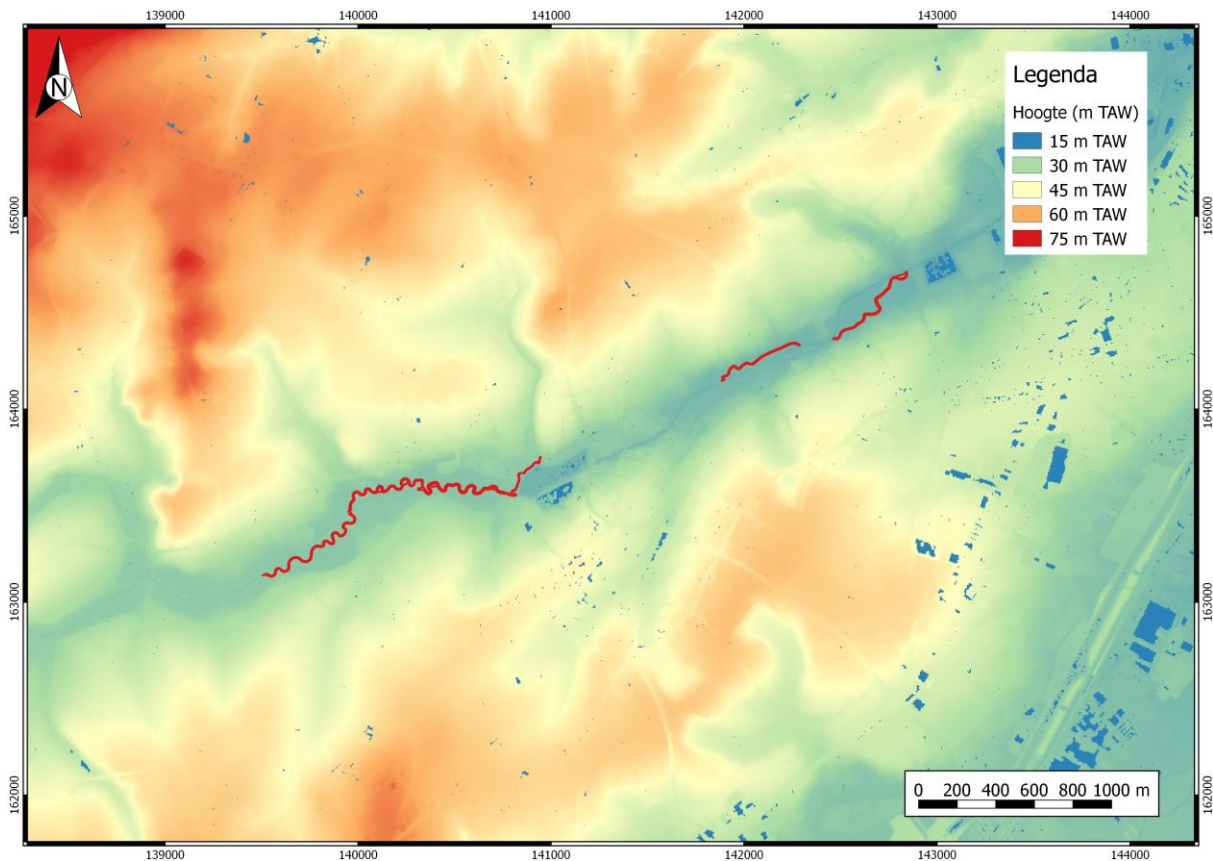 139000 140000 141000 142000 143000 144000
N
Legenda
Hoogte (m TAW)
15 m TAW
30 m TAW
45 m TAW
60 m TAW
75 m TAW
165000 165000
164000 164000
163000 163000
162000 162000
0 200 400 600 800 1000 m
139000 140000 141000 142000 143000 144000